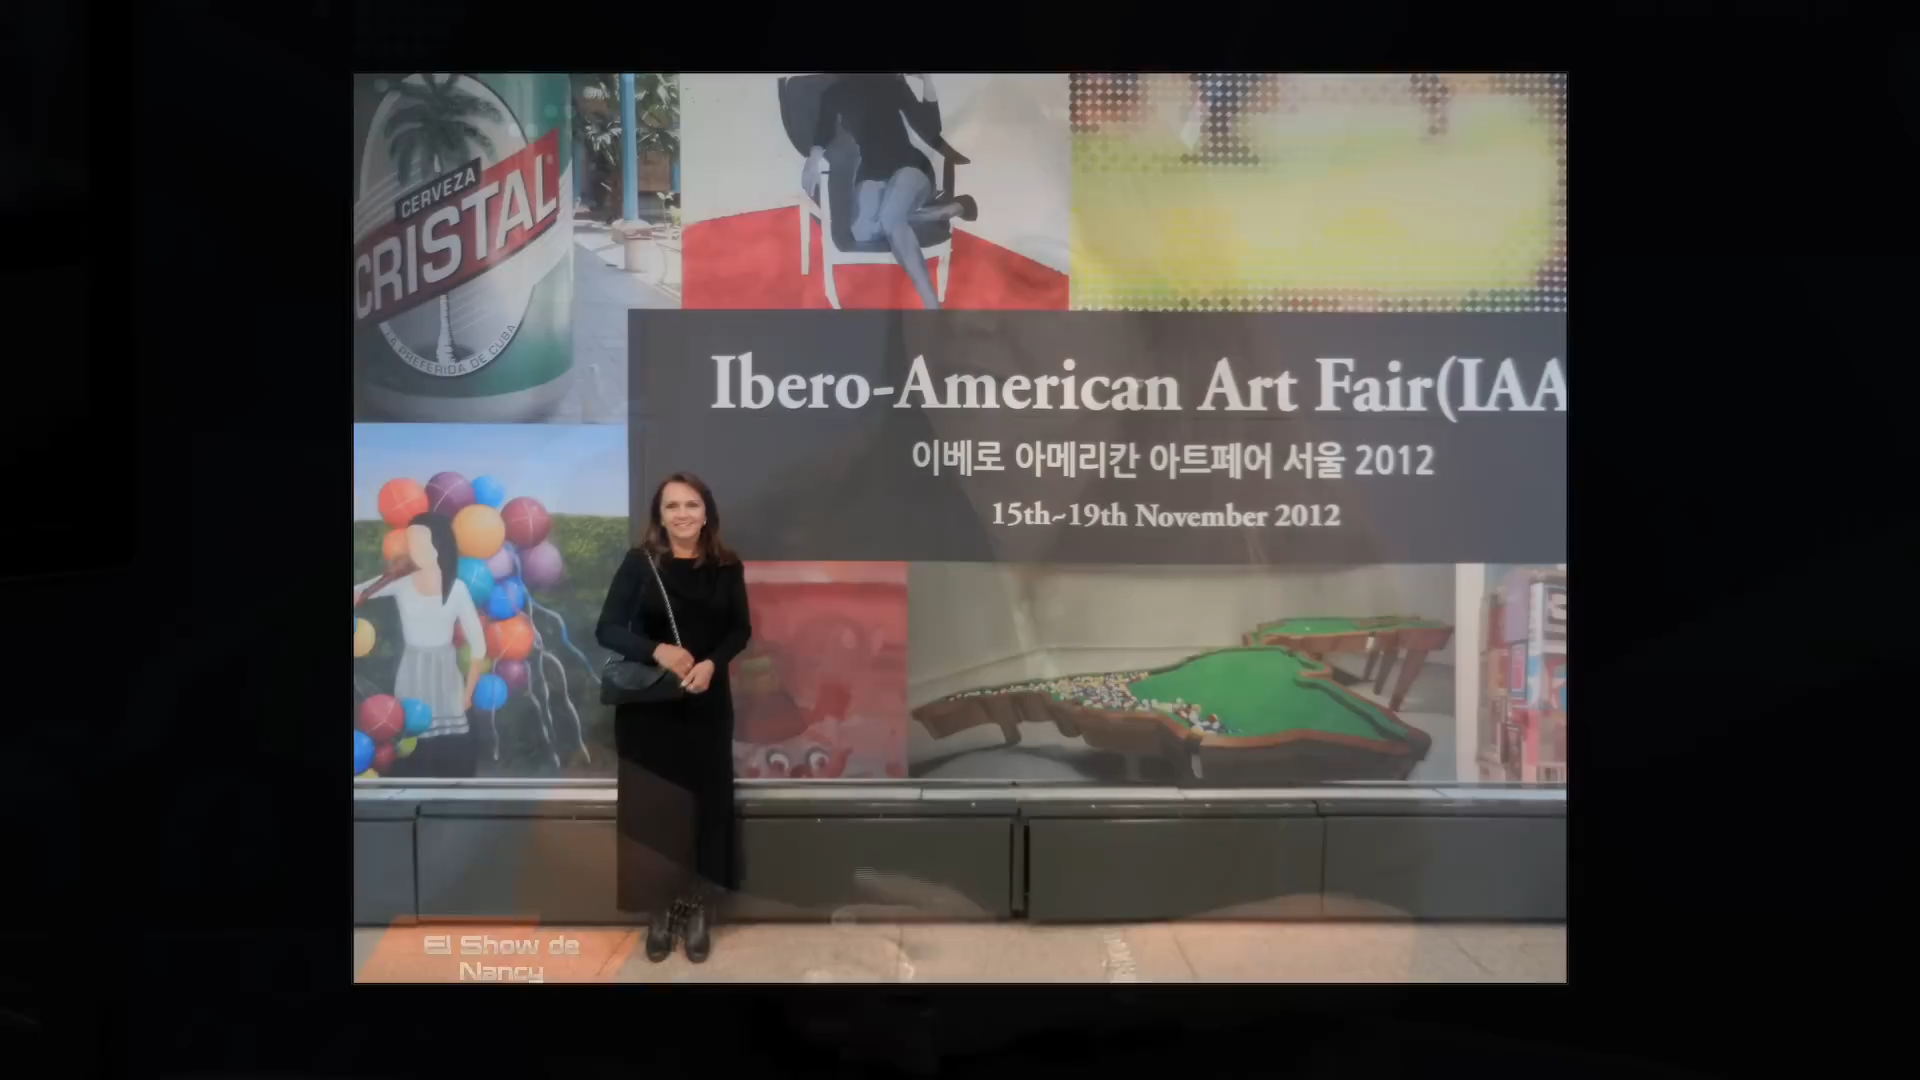 CERVEZA
CRISTAL
LA PREFERIDA DE CUBA
Ibero-American Art Fair(IAA
이베로 아메리칸 아트페어 서울 2012
15th~19th November 2012
El Show de
Nancy